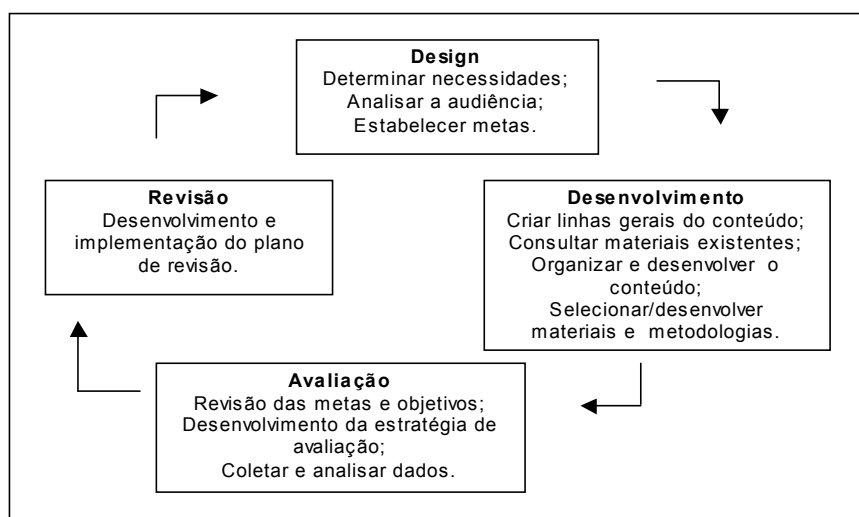 Design
Determinar necessidades;
Analisar a audiência;
Estabelecer metas.
Desenvolvimento
Criar linhas gerais do conteúdo;
Consultar materiais existentes;
Organizar e desenvolver o
conteúdo;
Selecionar/desenvolver
materiais e metodologias.
Avaliação
Revisão das metas e objetivos;
Desenvolvimento da estratégia de
avaliação;
Coletar e analisar dados.
Revisão
Desenvolvimento e
implementação do plano
de revisão.